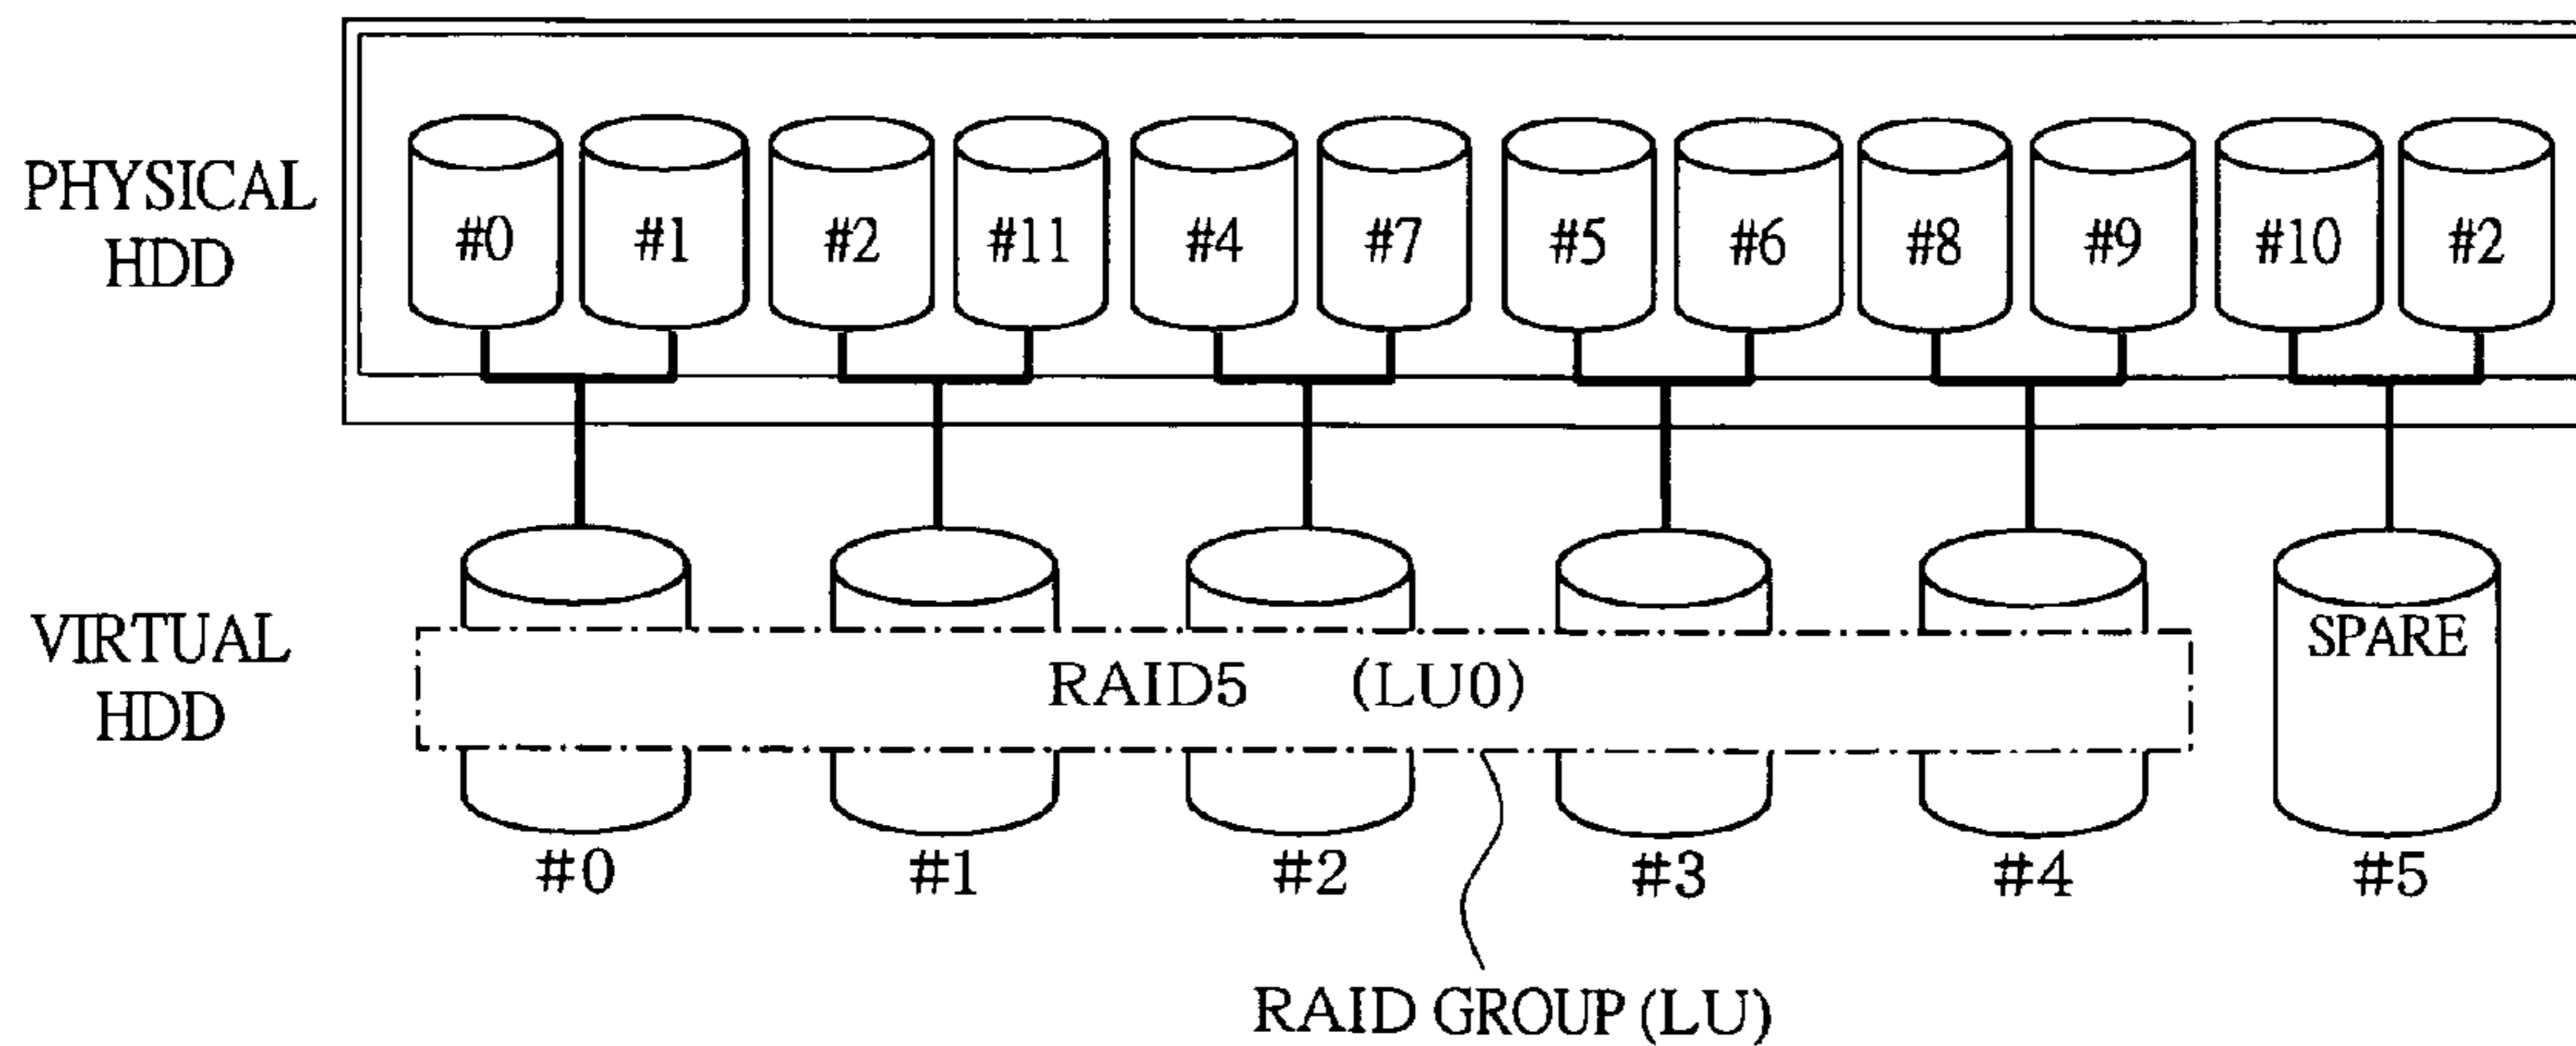 PHYSICAL
HDD
#0 #1 #2 #11 #4 #7 #5 #6 #8 #9 #10 #2
VIRTUAL
HDD
RAID5 (LU0)
SPARE
#0 #1 #2 #3 #4 #5
RAID GROUP (LU)